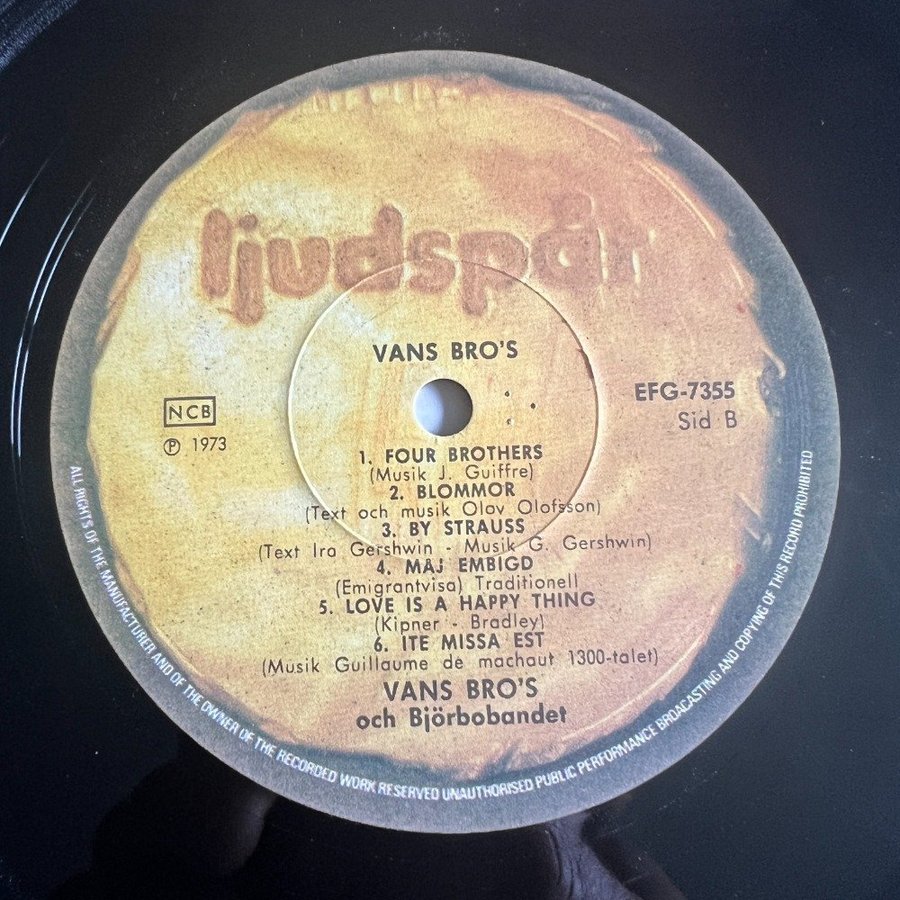 ljudspår
VANS BRO'S
NCB
Ⓟ 1973
EFG-7355
Sid B
1. FOUR BROTHERS
(Musik J. Guiffre)
2. BLOMMOR
(Text och musik Olov Olofsson)
3. BY STRAUSS
(Text Ira Gershwin - Musik G. Gershwin)
4. MAJ EMBIGD
(Emigrantvisa) Traditionell
5. LOVE IS A HAPPY THING
(Kipner - Bradley)
6. ITE MISSA EST
(Musik Guillaume de machaut 1300-talet)
VANS BRO'S
och Björbobandet
ALL RIGHTS OF THE MANUFACTURER AND OF THE OWNER OF THE RECORDED WORK RESERVED UNAUTHORISED PUBLIC PERFORMANCE BROACASTING AND COPYING OF THIS RECORD PROHIBITED